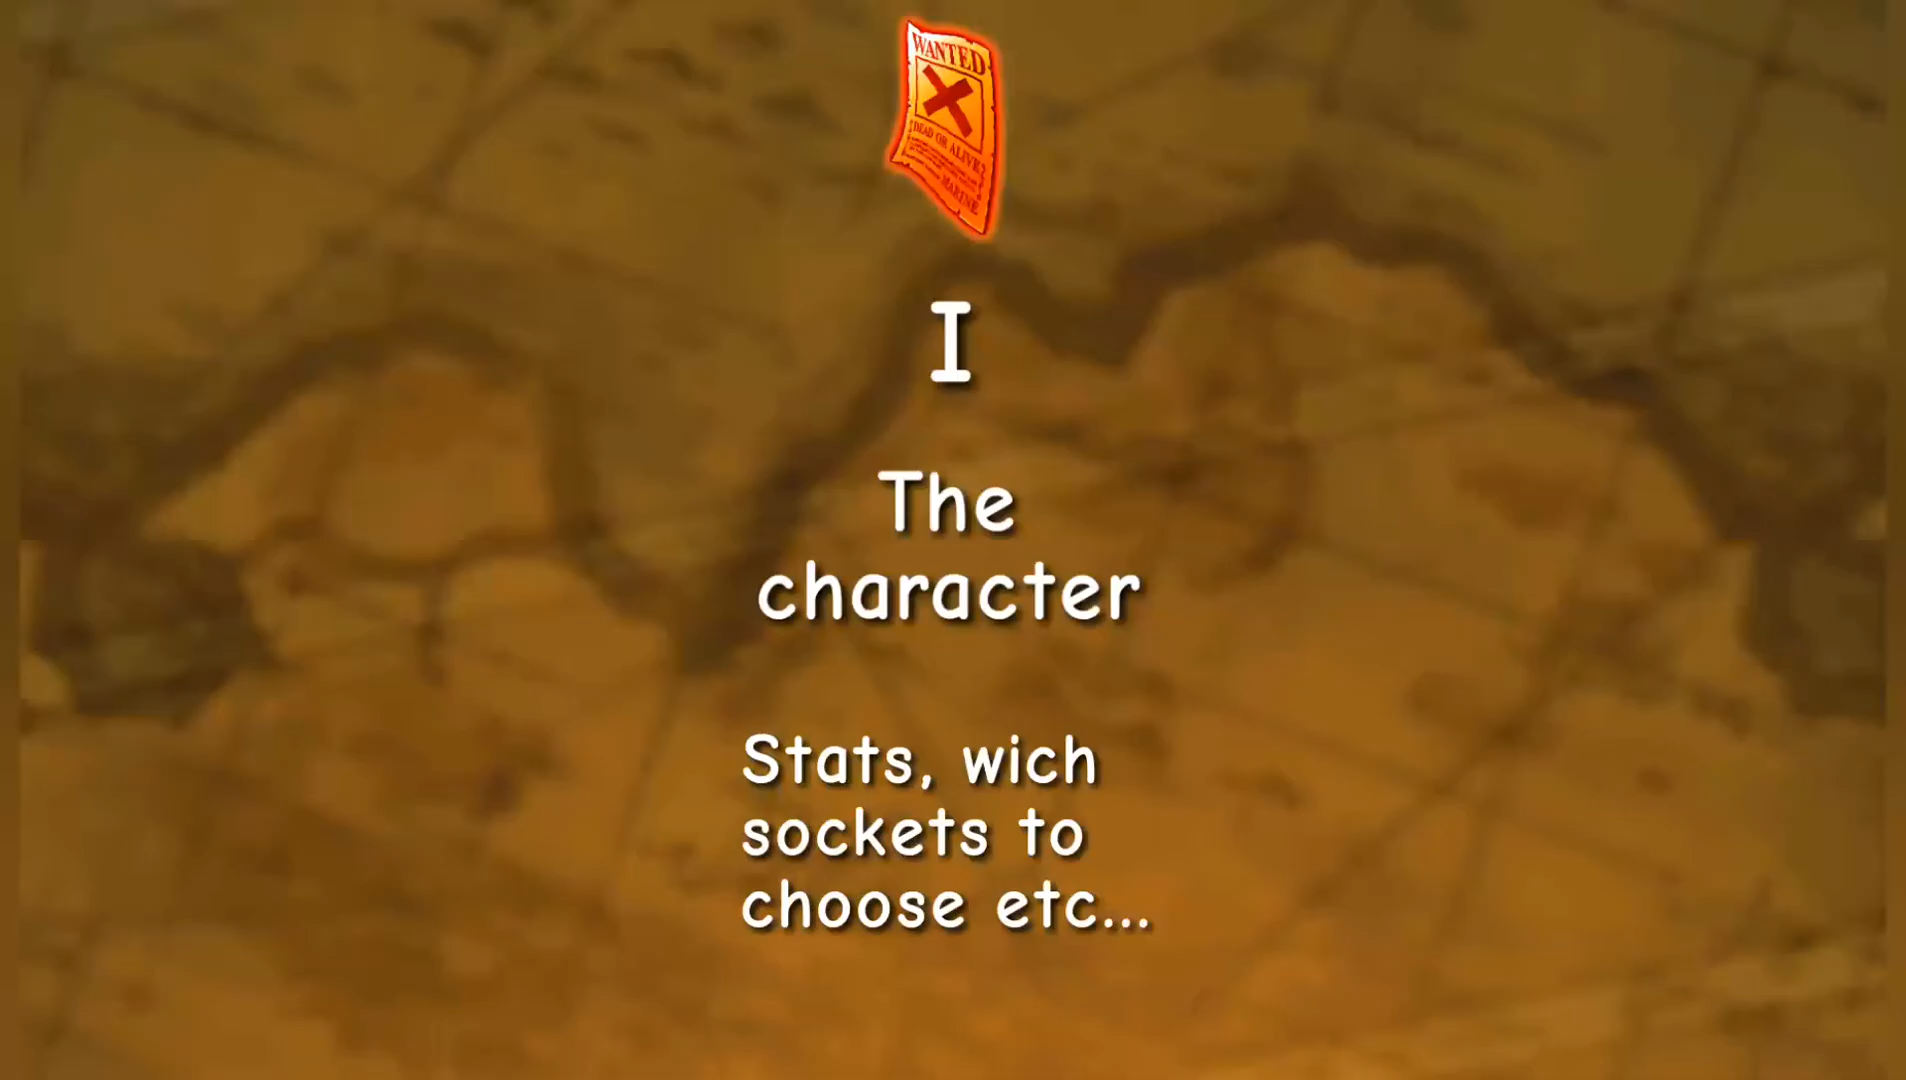 WANTED
DEAD OR ALIVE
MARINE
I
The
character
Stats, wich
sockets to
choose etc...